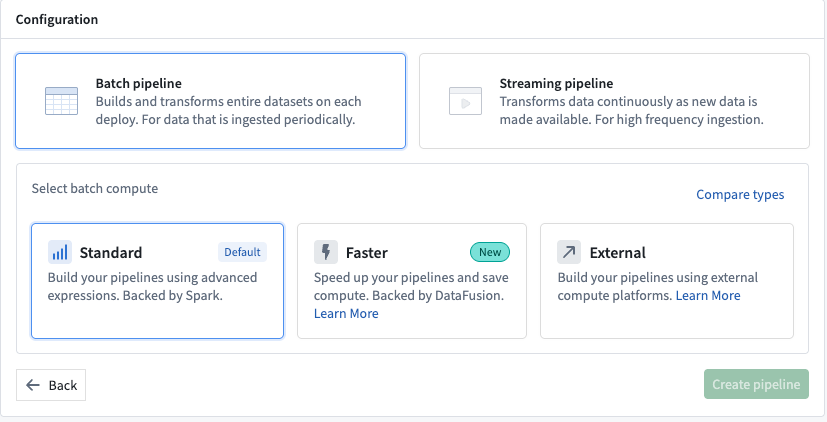 Configuration
Batch pipeline
Builds and transforms entire datasets on each
deploy. For data that is ingested periodically.
Streaming pipeline
Transforms data continuously as new data is
made available. For high frequency ingestion.
Select batch compute
Compare types
Standard
Default
Build your pipelines using advanced
expressions. Backed by Spark.
Faster
New
Speed up your pipelines and save
compute. Backed by DataFusion.
Learn More
External
Build your pipelines using external
compute platforms. Learn More
Back
Create pipeline